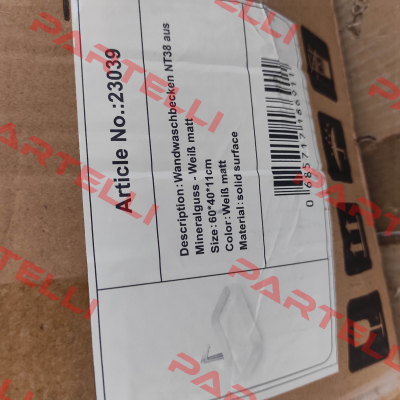 Article No.:23039
Description:Wandwaschbecken NT38 aus
Mineralguss - Weiß matt
Size:60*40*11cm
Color:Weiß matt
Material:solid surface
PARTELLI
PARTELLI
PARTELLI
PARTELLI